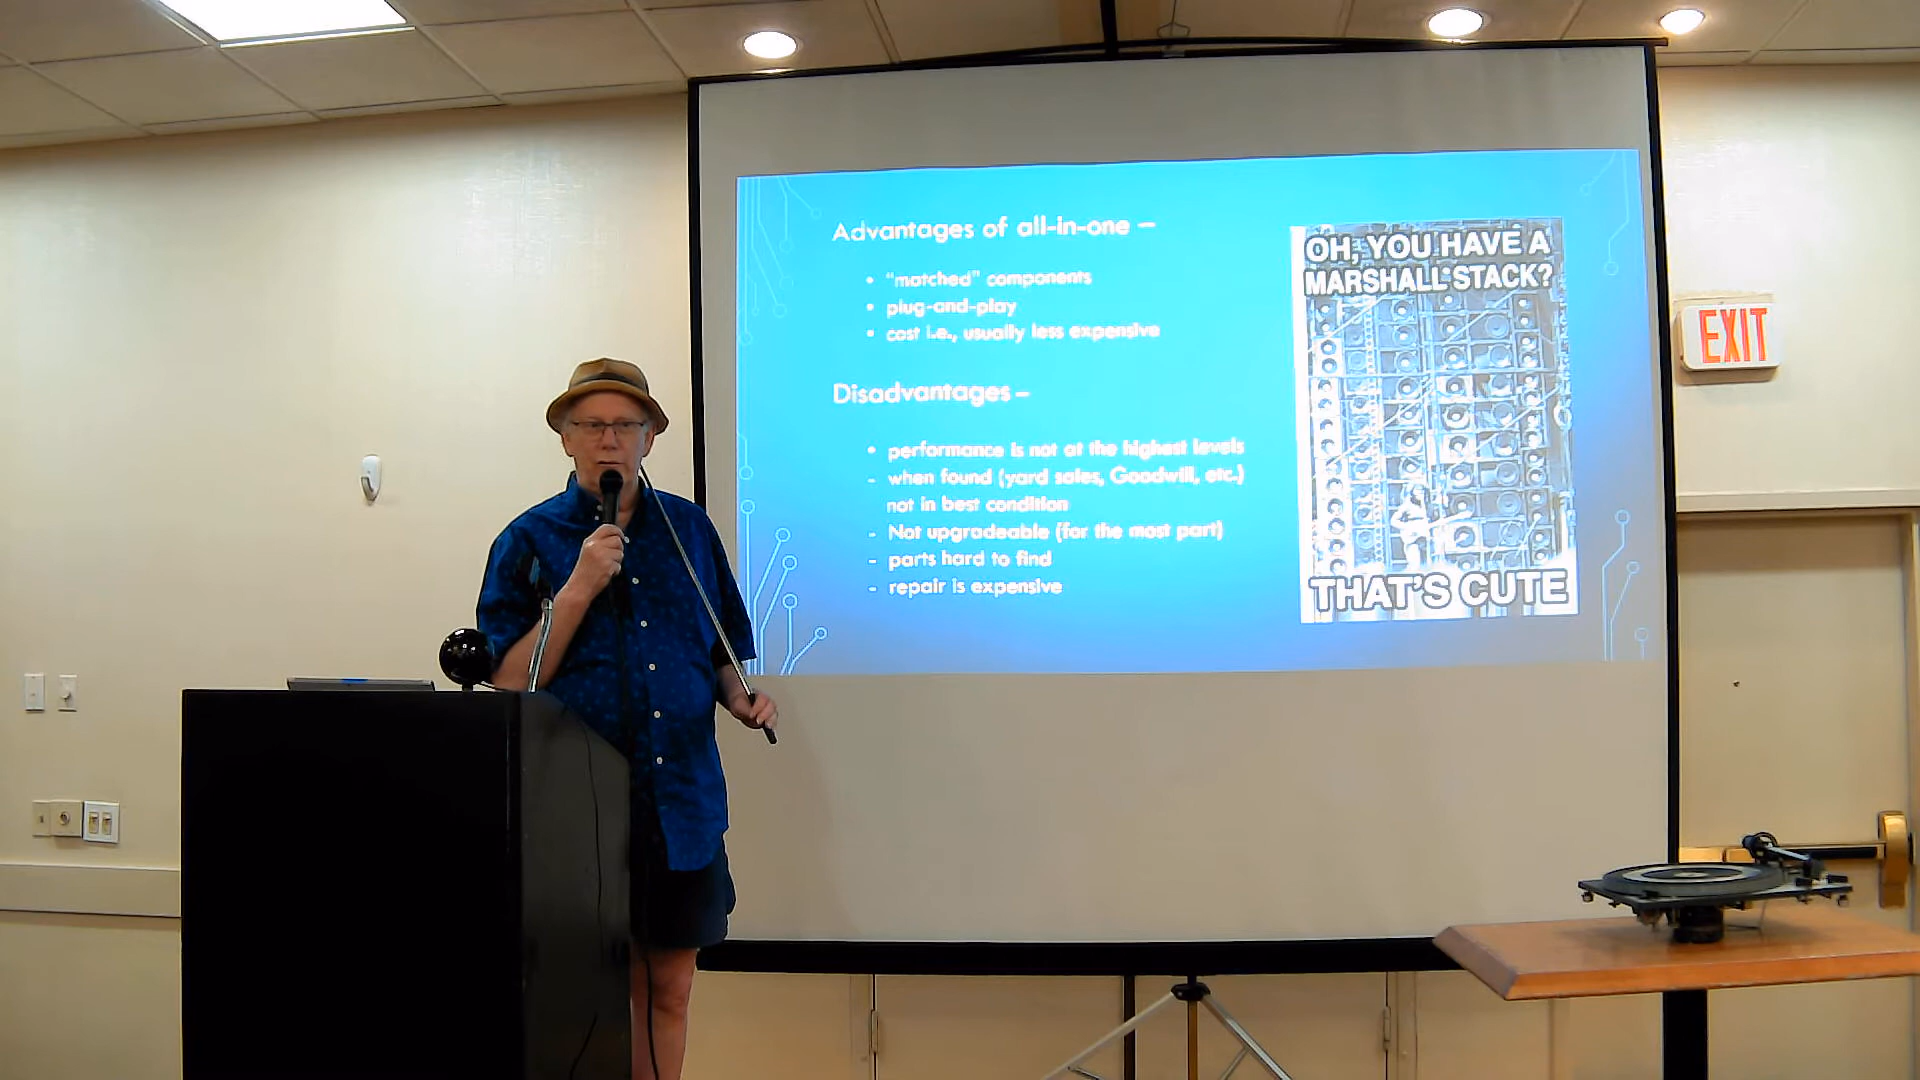 Advantages of all-in-one –
• "matched" components
• plug-and-play
• cost i.e., usually less expensive
Disadvantages –
• performance is not at the highest levels
- when found (yard sales, Goodwill, etc.)
not in best condition
- Not upgradeable (for the most part)
- parts hard to find
- repair is expensive
OH, YOU HAVE A
MARSHALL STACK?
THAT'S CUTE
EXIT